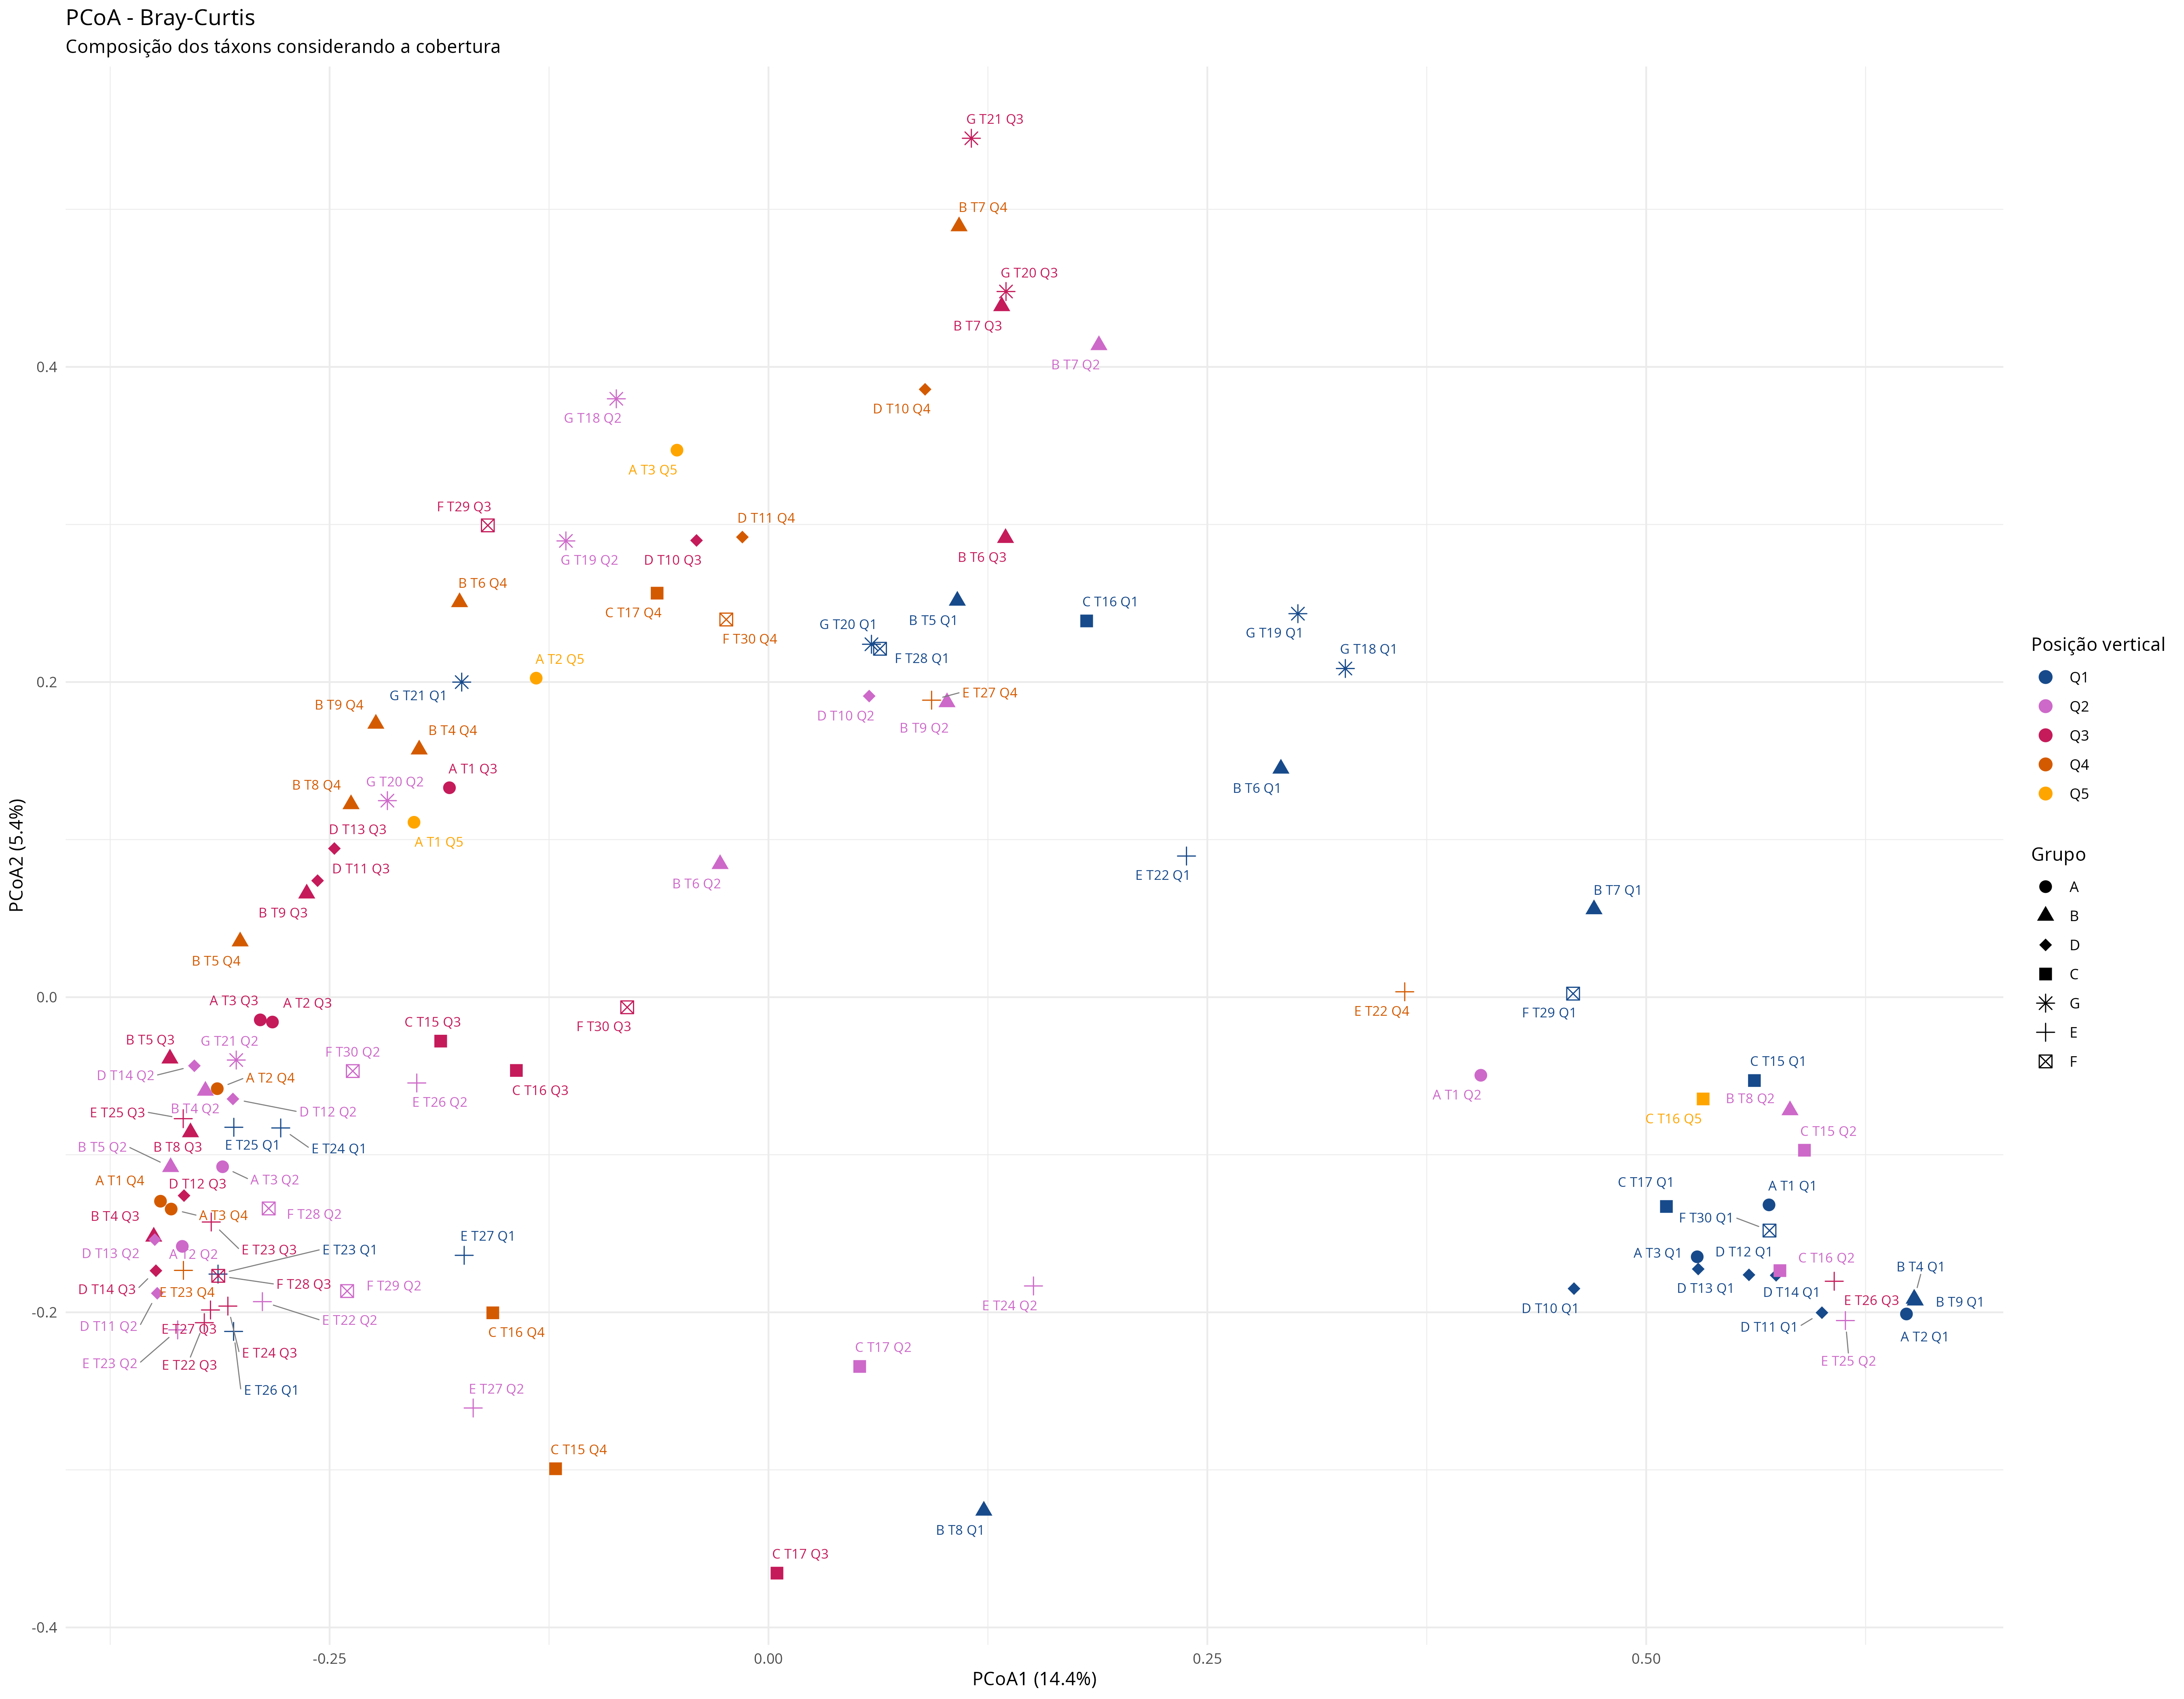 PCoA - Bray-Curtis
Composição dos táxons considerando a cobertura
G T21 Q3
B T7 Q4
G T20 Q3
B T7 Q3
B T7 Q2
0.4
D T10 Q4
G T18 Q2
A T3 Q5
F T29 Q3
D T11 Q4
G T19 Q2
D T10 Q3
B T6 Q3
B T6 Q4
C T17 Q4
F T30 Q4
B T5 Q1
C T16 Q1
G T20 Q1
F T28 Q1
G T19 Q1
G T18 Q1
A T2 Q5
0.2
G T21 Q1
E T27 Q4
B T9 Q4
D T10 Q2
B T9 Q2
B T4 Q4
A T1 Q3
G T20 Q2
B T8 Q4
B T6 Q1
D T13 Q3
A T1 Q5
D T11 Q3
B T6 Q2
E T22 Q1
B T7 Q1
B T9 Q3
B T5 Q4
0.0
A T3 Q3
A T2 Q3
C T15 Q3
F T30 Q3
E T22 Q4
F T29 Q1
B T5 Q3
G T21 Q2
F T30 Q2
C T15 Q1
D T14 Q2
A T2 Q4
C T16 Q3
A T1 Q2
B T8 Q2
E T26 Q2
B T4 Q2
D T12 Q2
E T25 Q3
C T16 Q5
C T15 Q2
B T5 Q2
B T8 Q3
E T25 Q1
E T24 Q1
A T1 Q4
D T12 Q3
A T3 Q2
C T17 Q1
A T1 Q1
B T4 Q3
A T3 Q4
F T28 Q2
F T30 Q1
E T27 Q1
D T13 Q2
A T2 Q2
E T23 Q3
E T23 Q1
A T3 Q1
D T12 Q1
C T16 Q2
B T4 Q1
D T14 Q3
E T23 Q4
F T28 Q3
F T29 Q2
D T13 Q1
D T14 Q1
E T26 Q3
B T9 Q1
-0.2
D T11 Q2
E T27 Q3
E T22 Q2
E T24 Q2
D T10 Q1
D T11 Q1
A T2 Q1
C T16 Q4
E T23 Q2
E T22 Q3
E T24 Q3
C T17 Q2
E T25 Q2
E T26 Q1
E T27 Q2
C T15 Q4
B T8 Q1
C T17 Q3
-0.4
-0.25
0.00
0.25
0.50
PCoA1 (14.4%)
PCoA2 (5.4%)
Posição vertical
Q1
Q2
Q3
Q4
Q5
Grupo
A
B
D
C
G
E
F